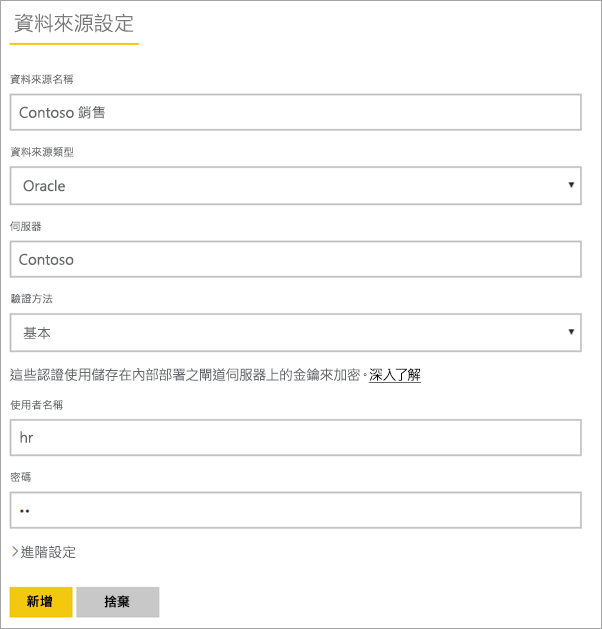 資料來源設定
資料來源名稱
Contoso 銷售
資料來源類型
Oracle
伺服器
Contoso
驗證方法
基本
這些認證使用儲存在內部部署之閘道伺服器上的金鑰來加密。深入了解
使用者名稱
hr
密碼
••
>進階設定
新增 捨棄